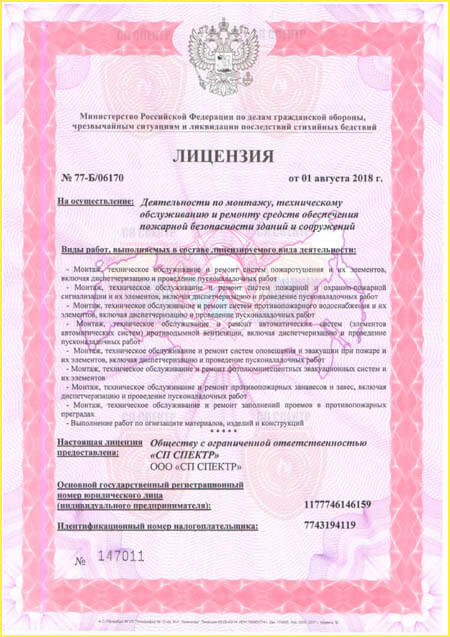 СП СПЕКТР
Министерство Российской Федерации по делам гражданской обороны,
чрезвычайным ситуациям и ликвидации последствий стихийных бедствий
ЛИЦЕНЗИЯ
№ 77-Б/06170 от 01 августа 2018 г.
На осуществление: Деятельности по монтажу, техническому
обслуживанию и ремонту средств обеспечения
пожарной безопасности зданий и сооружений
Виды работ, выполняемых в составе лицензируемого вида деятельности:
- Монтаж, техническое обслуживание и ремонт систем пожаротушения и их элементов,
включая диспетчеризацию и проведение пусконаладочных работ
- Монтаж, техническое обслуживание и ремонт систем пожарной и охранно-пожарной
сигнализации и их элементов, включая диспетчеризацию и проведение пусконаладочных работ
- Монтаж, техническое обслуживание и ремонт систем противопожарного водоснабжения и их
элементов, включая диспетчеризацию и проведение пусконаладочных работ
- Монтаж, техническое обслуживание и ремонт автоматических систем (элементов
автоматических систем) противодымной вентиляции, включая диспетчеризацию и проведение
пусконаладочных работ
- Монтаж, техническое обслуживание и ремонт систем оповещения и эвакуации при пожаре и
их элементов, включая диспетчеризацию и проведение пусконаладочных работ
- Монтаж, техническое обслуживание и ремонт фотолюминесцентных эвакуационных систем и
их элементов
- Монтаж, техническое обслуживание и ремонт противопожарных занавесов и завес, включая
диспетчеризацию и проведение пусконаладочных работ
- Монтаж, техническое обслуживание и ремонт заполнений проемов в противопожарных
преградах
- Выполнение работ по огнезащите материалов, изделий и конструкций
* * * * *
Настоящая лицензия Обществу с ограниченной ответственностью
предоставлена: «СП СПЕКТР»
ООО «СП СПЕКТР»
Основной государственный регистрационный
номер юридического лица
(индивидуального предпринимателя): 1177746146159
Идентификационный номер налогоплательщика: 7743194119
№ 147011